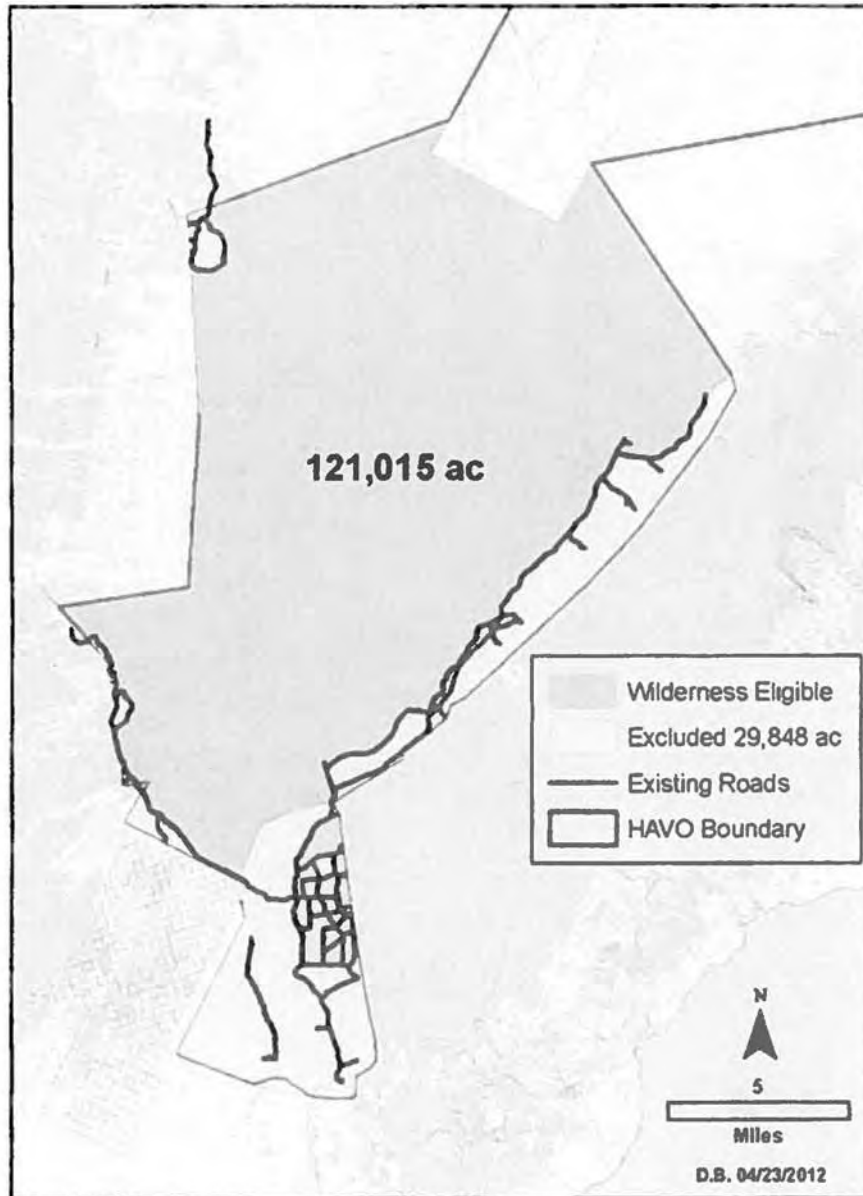 121,015 ac
Wilderness Eligible
Excluded 29,848 ac
Existing Roads
HAVO Boundary
N
5
Miles
D.B. 04/23/2012